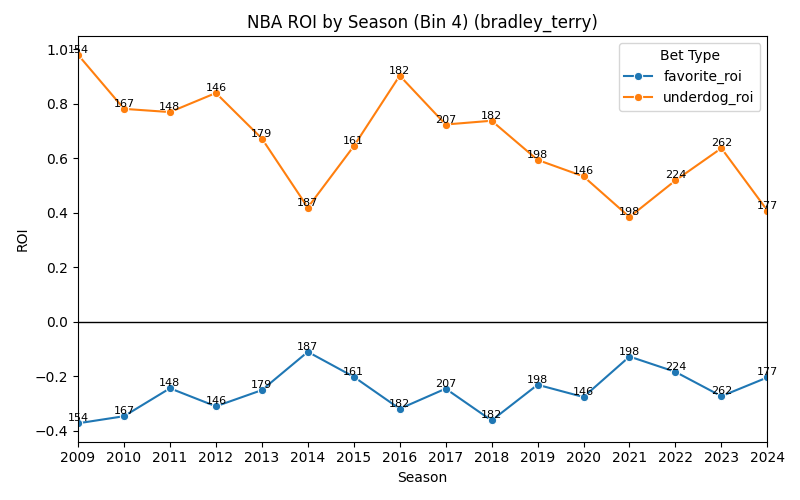 NBA ROI by Season (Bin 4) (bradley_terry)
Bet Type
favorite_roi
underdog_roi
ROI
1.0
0.8
0.6
0.4
0.2
0.0
−0.2
−0.4
154 167 148 146 179 187 161 182 207 182 198 146 198 224 262 177
154 167 148 146 179 187 161 182 207 182 198 146 198 224 262 177
2009 2010 2011 2012 2013 2014 2015 2016 2017 2018 2019 2020 2021 2022 2023 2024
Season